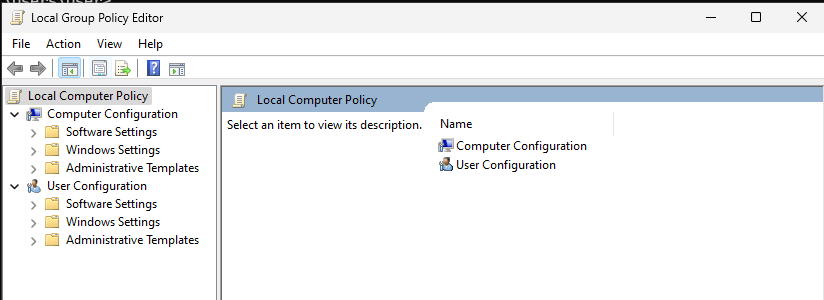 Local Group Policy Editor
File Action View Help
Local Computer Policy
Computer Configuration
Software Settings
Windows Settings
Administrative Templates
User Configuration
Software Settings
Windows Settings
Administrative Templates
Local Computer Policy
Select an item to view its description.
Name
Computer Configuration
User Configuration